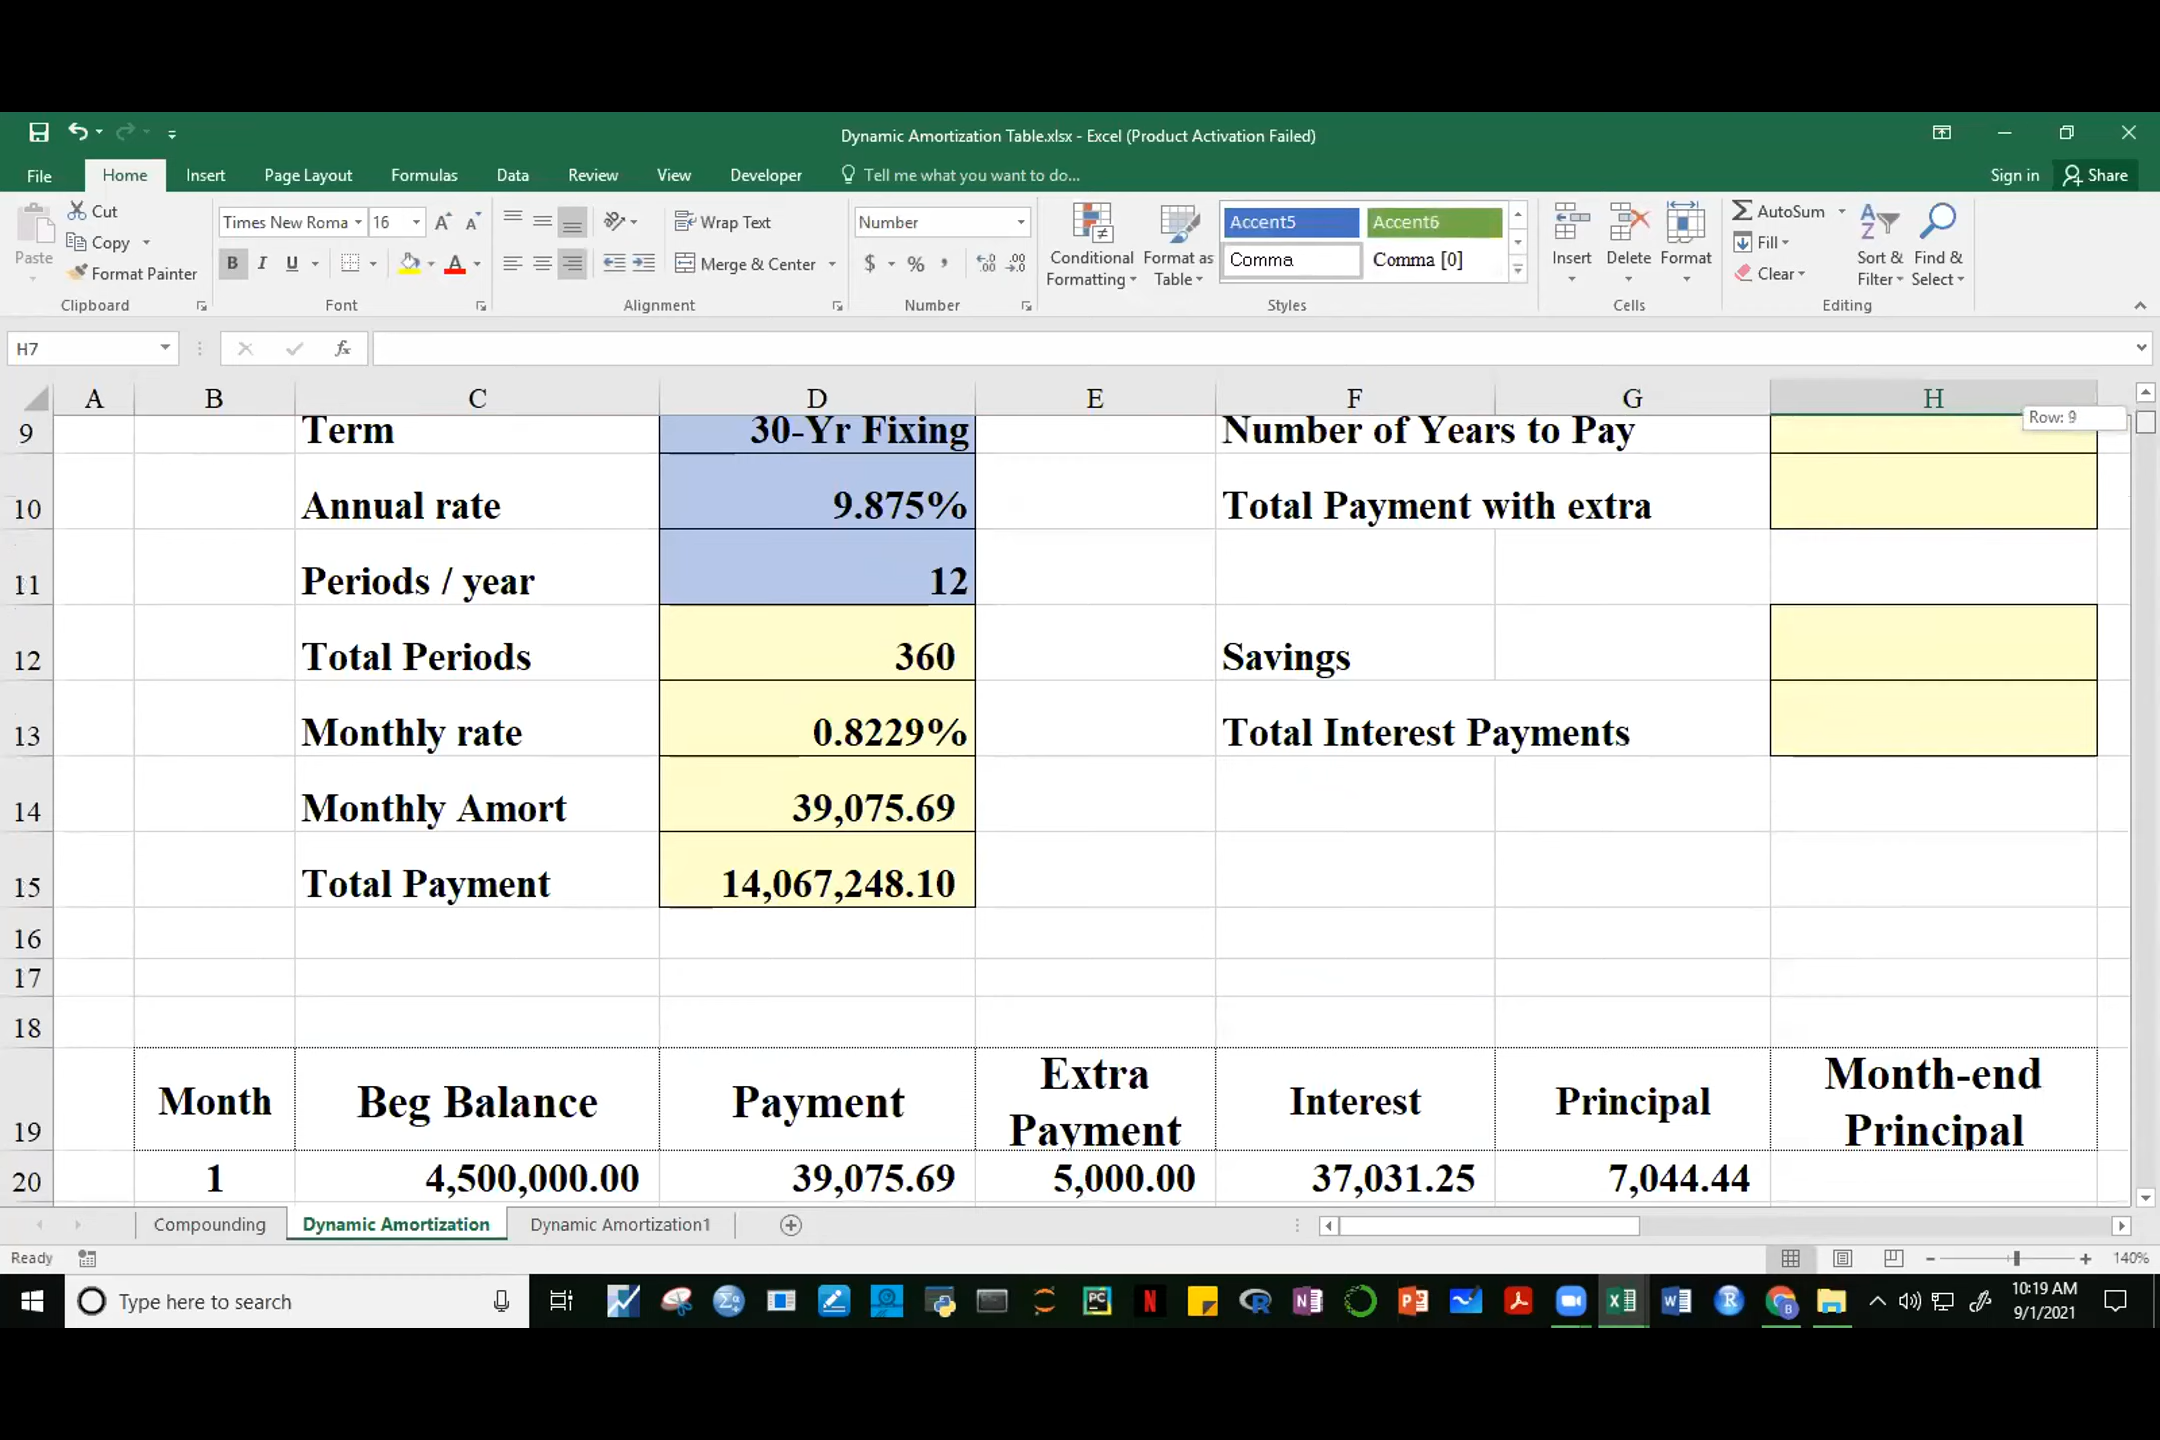 Dynamic Amortization Table.xlsx - Excel (Product Activation Failed)
File Home Insert Page Layout Formulas Data Review View Developer Tell me what you want to do... Sign in Share
Paste
Cut
Copy
Format Painter
Clipboard
Times New Roma 16
B I U
Font
Wrap Text
Merge & Center
Alignment
Number
$ % ,
Number
Conditional
Formatting
Format as
Table
Accent5 Accent6
Comma Comma [0]
Styles
Insert Delete Format
Cells
AutoSum
Fill
Clear
Sort &
Filter
Find &
Select
Editing
H7 fx
A B C D E F G H
Row: 9
9 Term 30-Yr Fixing Number of Years to Pay
10 Annual rate 9.875% Total Payment with extra
11 Periods / year 12
12 Total Periods 360 Savings
13 Monthly rate 0.8229% Total Interest Payments
14 Monthly Amort 39,075.69
15 Total Payment 14,067,248.10
16
17
18
19 Month Beg Balance Payment Extra Payment Interest Principal Month-end Principal
20 1 4,500,000.00 39,075.69 5,000.00 37,031.25 7,044.44
Compounding Dynamic Amortization Dynamic Amortization1
Ready 140%
Type here to search
10:19 AM
9/1/2021